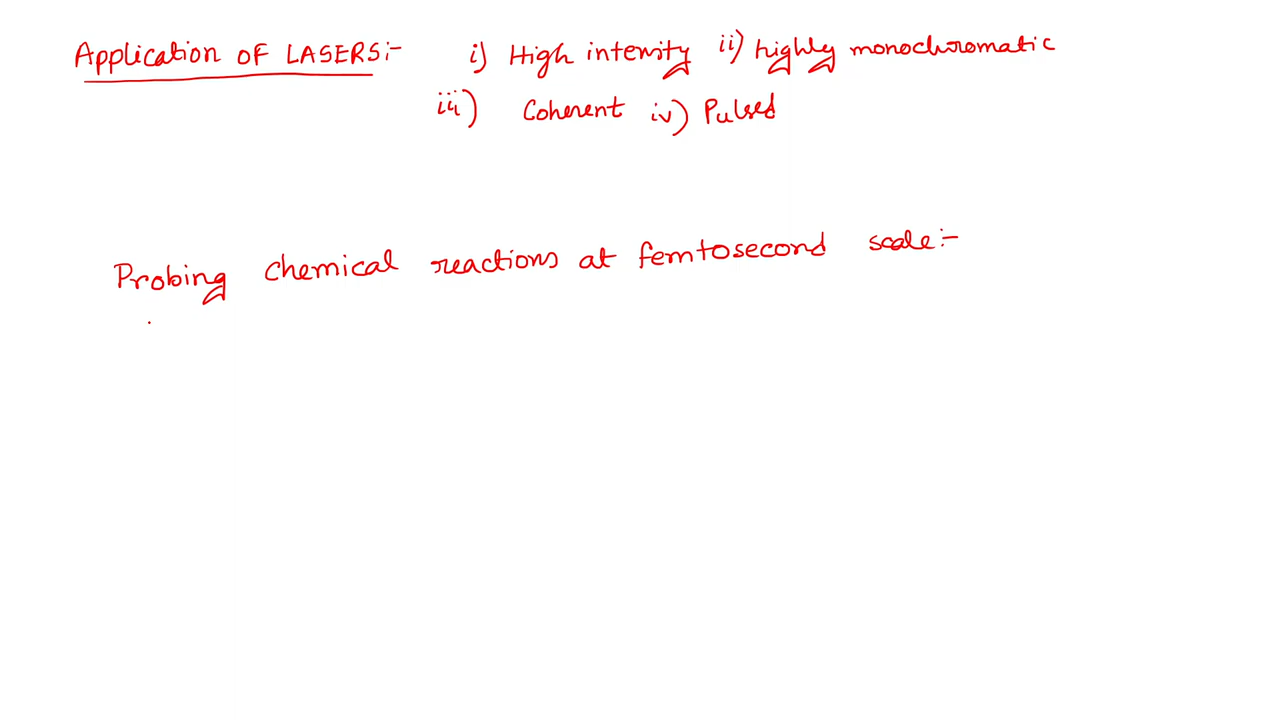 Application OF LASERS:- i) High intensity ii) highly monochromatic
iii) Coherent iv) Pulsed
Probing chemical reactions at femtosecond scale:-